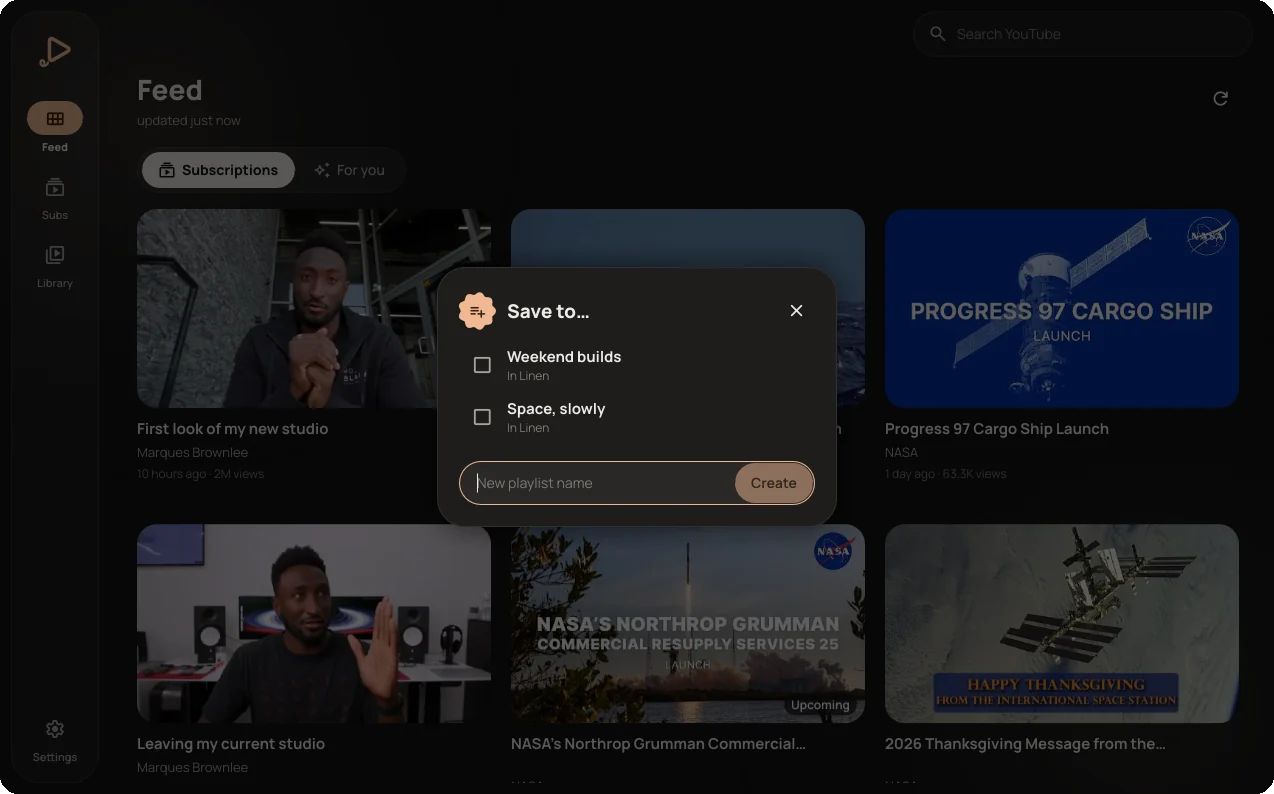 Search YouTube
Feed
updated just now
Feed
Subscriptions
For you
Subs
Library
Settings
NASA
PROGRESS 97 CARGO SHIP
LAUNCH
Save to...
Weekend builds
In Linen
Space, slowly
In Linen
New playlist name
Create
First look of my new studio
Marques Brownlee
10 hours ago · 2M views
Progress 97 Cargo Ship Launch
NASA
1 day ago · 63.3K views
NASA
NASA'S NORTHROP GRUMMAN
COMMERCIAL RESUPPLY SERVICES 25
LAUNCH
Upcoming
HAPPY THANKSGIVING
FROM THE INTERNATIONAL SPACE STATION
Leaving my current studio
Marques Brownlee
NASA's Northrop Grumman Commercial...
2026 Thanksgiving Message from the...